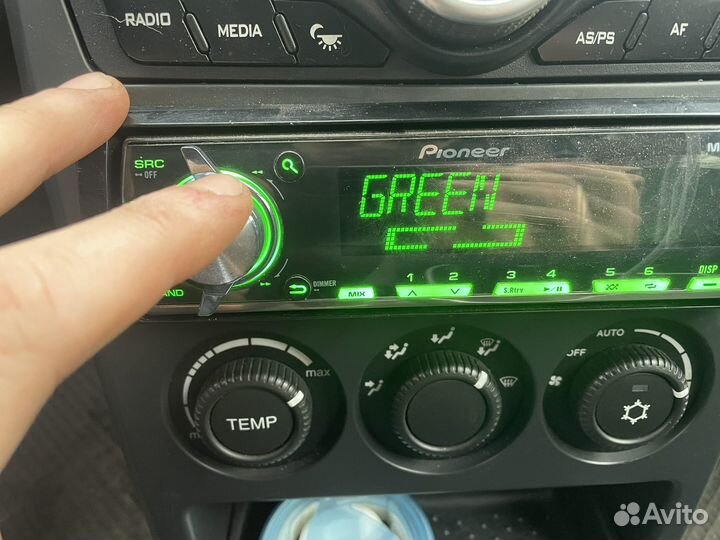 RADIO
MEDIA
AS/PS
AF
Pioneer
SRC
OFF
GREEN
DIMMER
MIX
1
2
3
4
5
6
S.Rtrv
DISP
TEMP
max
AUTO
OFF
Avito